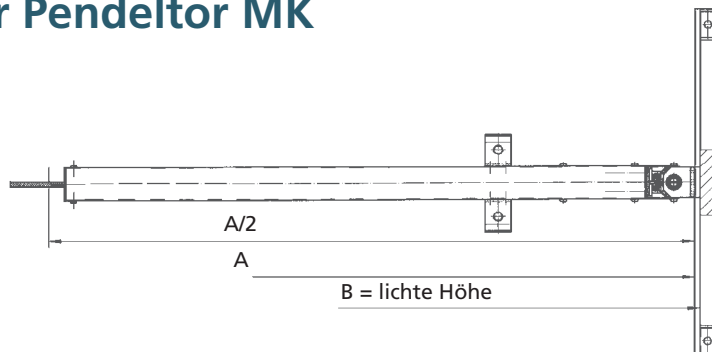 r Pendeltor MK
A/2
A
B = lichte Höhe